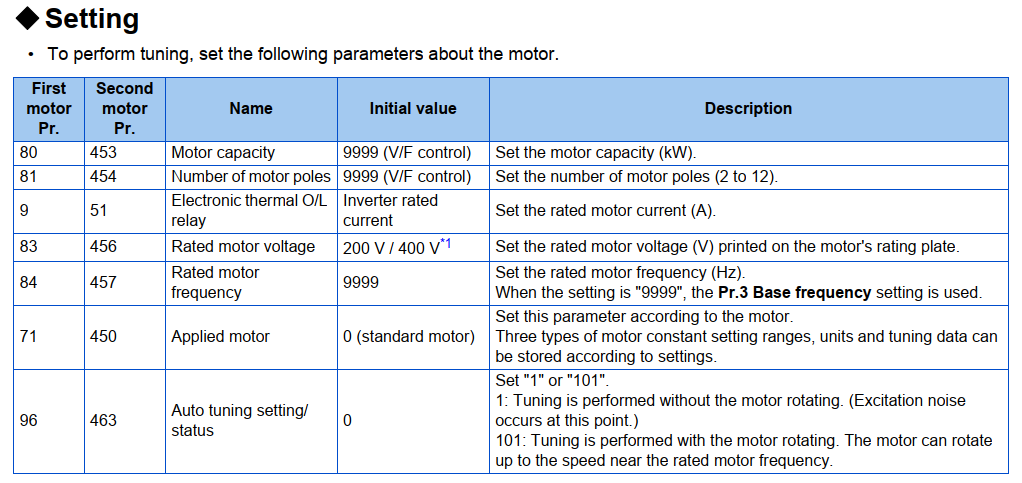 ◆ Setting
• To perform tuning, set the following parameters about the motor.
First motor Pr. Second motor Pr. Name Initial value Description
80 453 Motor capacity 9999 (V/F control) Set the motor capacity (kW).
81 454 Number of motor poles 9999 (V/F control) Set the number of motor poles (2 to 12).
9 51 Electronic thermal O/L relay Inverter rated current Set the rated motor current (A).
83 456 Rated motor voltage 200 V / 400 V*1 Set the rated motor voltage (V) printed on the motor's rating plate.
84 457 Rated motor frequency 9999 Set the rated motor frequency (Hz).
When the setting is "9999", the Pr.3 Base frequency setting is used.
71 450 Applied motor 0 (standard motor) Set this parameter according to the motor.
Three types of motor constant setting ranges, units and tuning data can
be stored according to settings.
96 463 Auto tuning setting/ status 0 Set "1" or "101".
1: Tuning is performed without the motor rotating. (Excitation noise
occurs at this point.)
101: Tuning is performed with the motor rotating. The motor can rotate
up to the speed near the rated motor frequency.